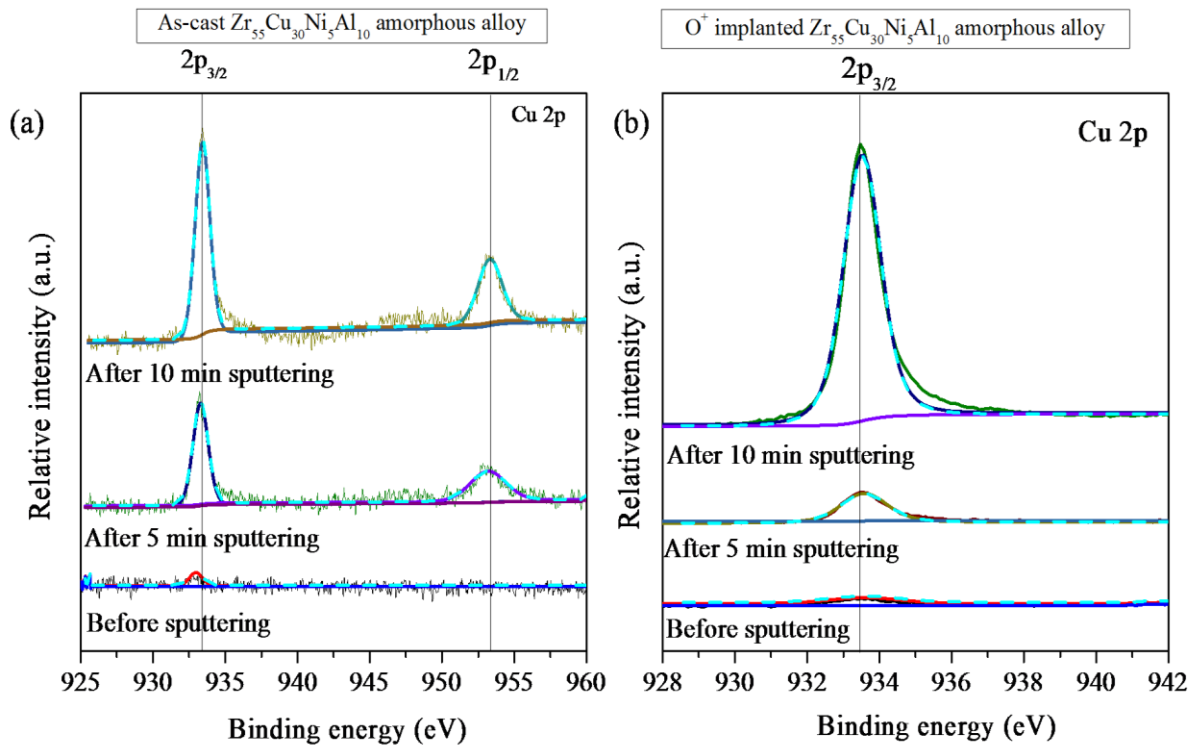 As-cast Zr₅₅Cu₃₀Ni₅Al₁₀ amorphous alloy
2p₃/₂
2p₁/₂
(a)
Cu 2p
After 10 min sputtering
After 5 min sputtering
Before sputtering
Relative intensity (a.u.)
925 930 935 940 945 950 955 960
Binding energy (eV)
O⁺ implanted Zr₅₅Cu₃₀Ni₅Al₁₀ amorphous alloy
2p₃/₂
(b)
Cu 2p
After 10 min sputtering
After 5 min sputtering
Before sputtering
Relative intensity (a.u.)
928 930 932 934 936 938 940 942
Binding energy (eV)